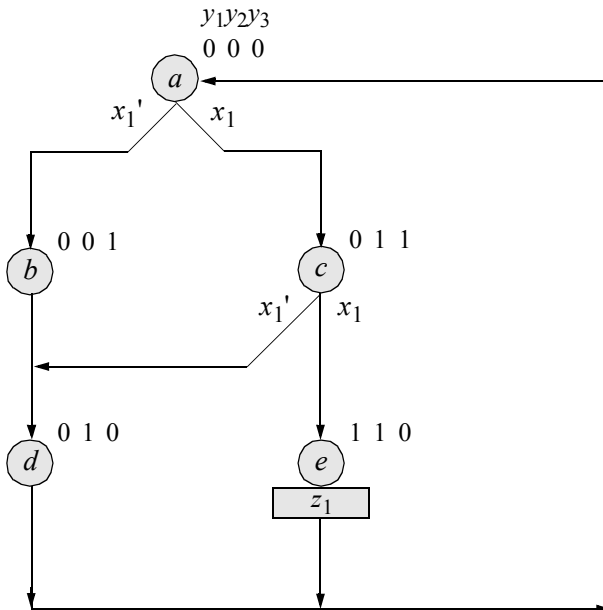 y₁y₂y₃
0 0 0
a
x₁' x₁
b 0 0 1
c 0 1 1
x₁' x₁
d 0 1 0
e 1 1 0
z₁